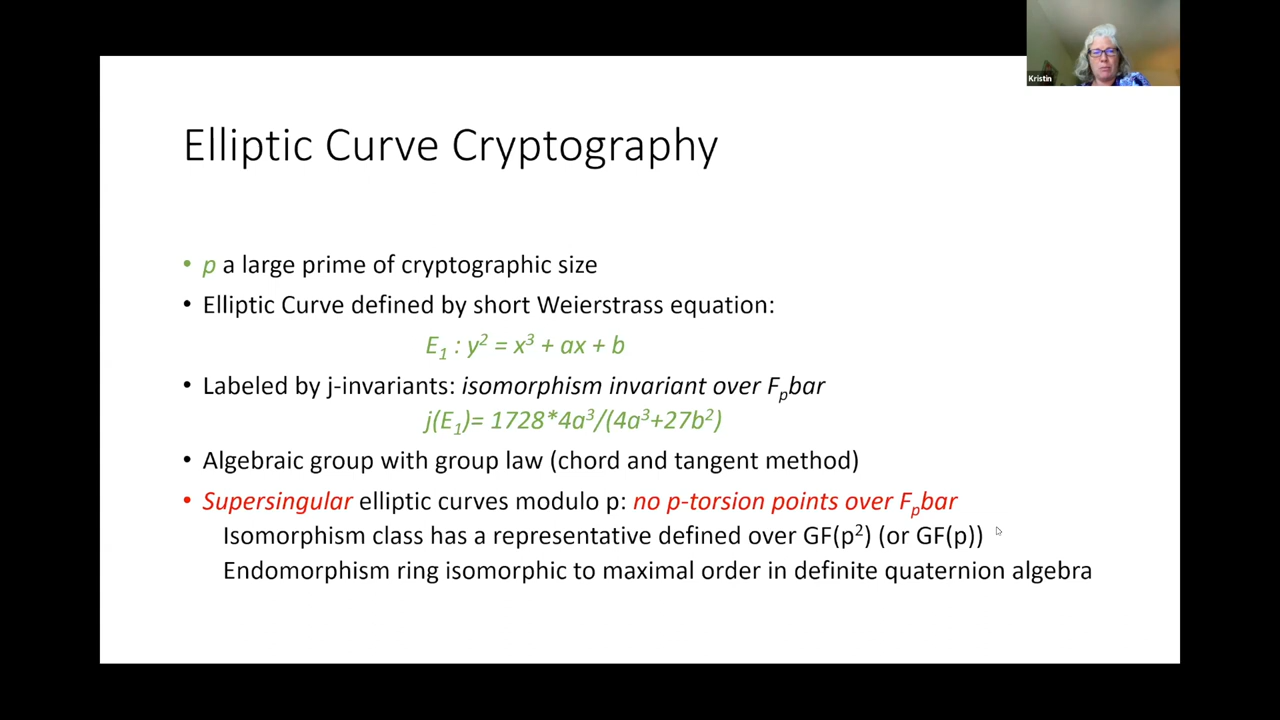 Kristin
Elliptic Curve Cryptography
• p a large prime of cryptographic size
• Elliptic Curve defined by short Weierstrass equation:
E₁ : y² = x³ + ax + b
• Labeled by j-invariants: isomorphism invariant over Fₚbar
j(E₁)= 1728*4a³/(4a³+27b²)
• Algebraic group with group law (chord and tangent method)
• Supersingular elliptic curves modulo p: no p-torsion points over Fₚbar
Isomorphism class has a representative defined over GF(p²) (or GF(p))
Endomorphism ring isomorphic to maximal order in definite quaternion algebra